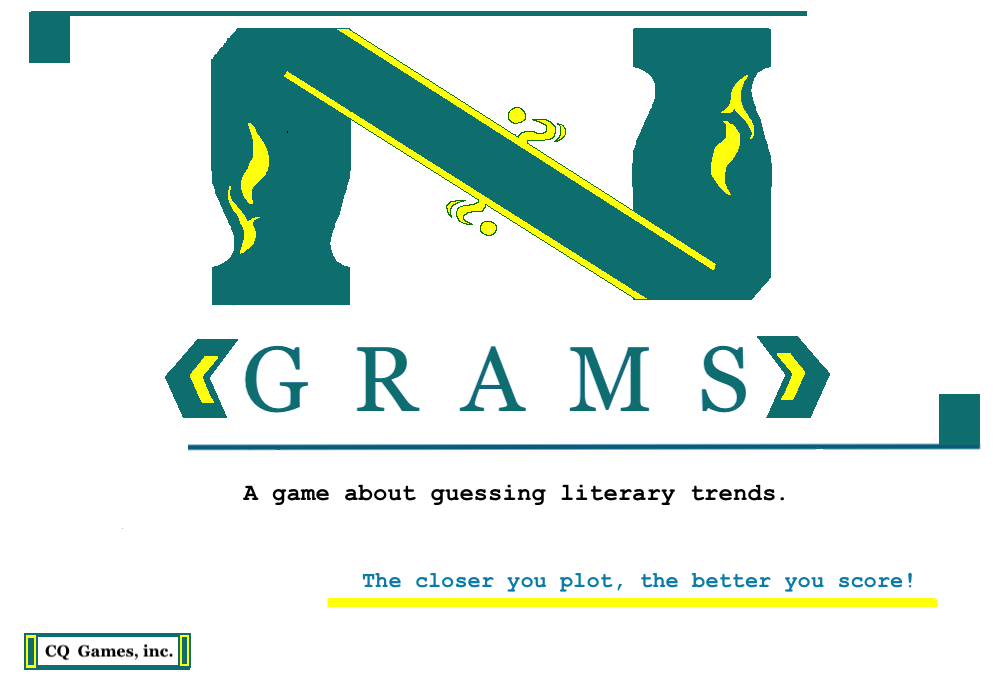 N
GRAMS
A game about guessing literary trends.
The closer you plot, the better you score!
CQ Games, inc.